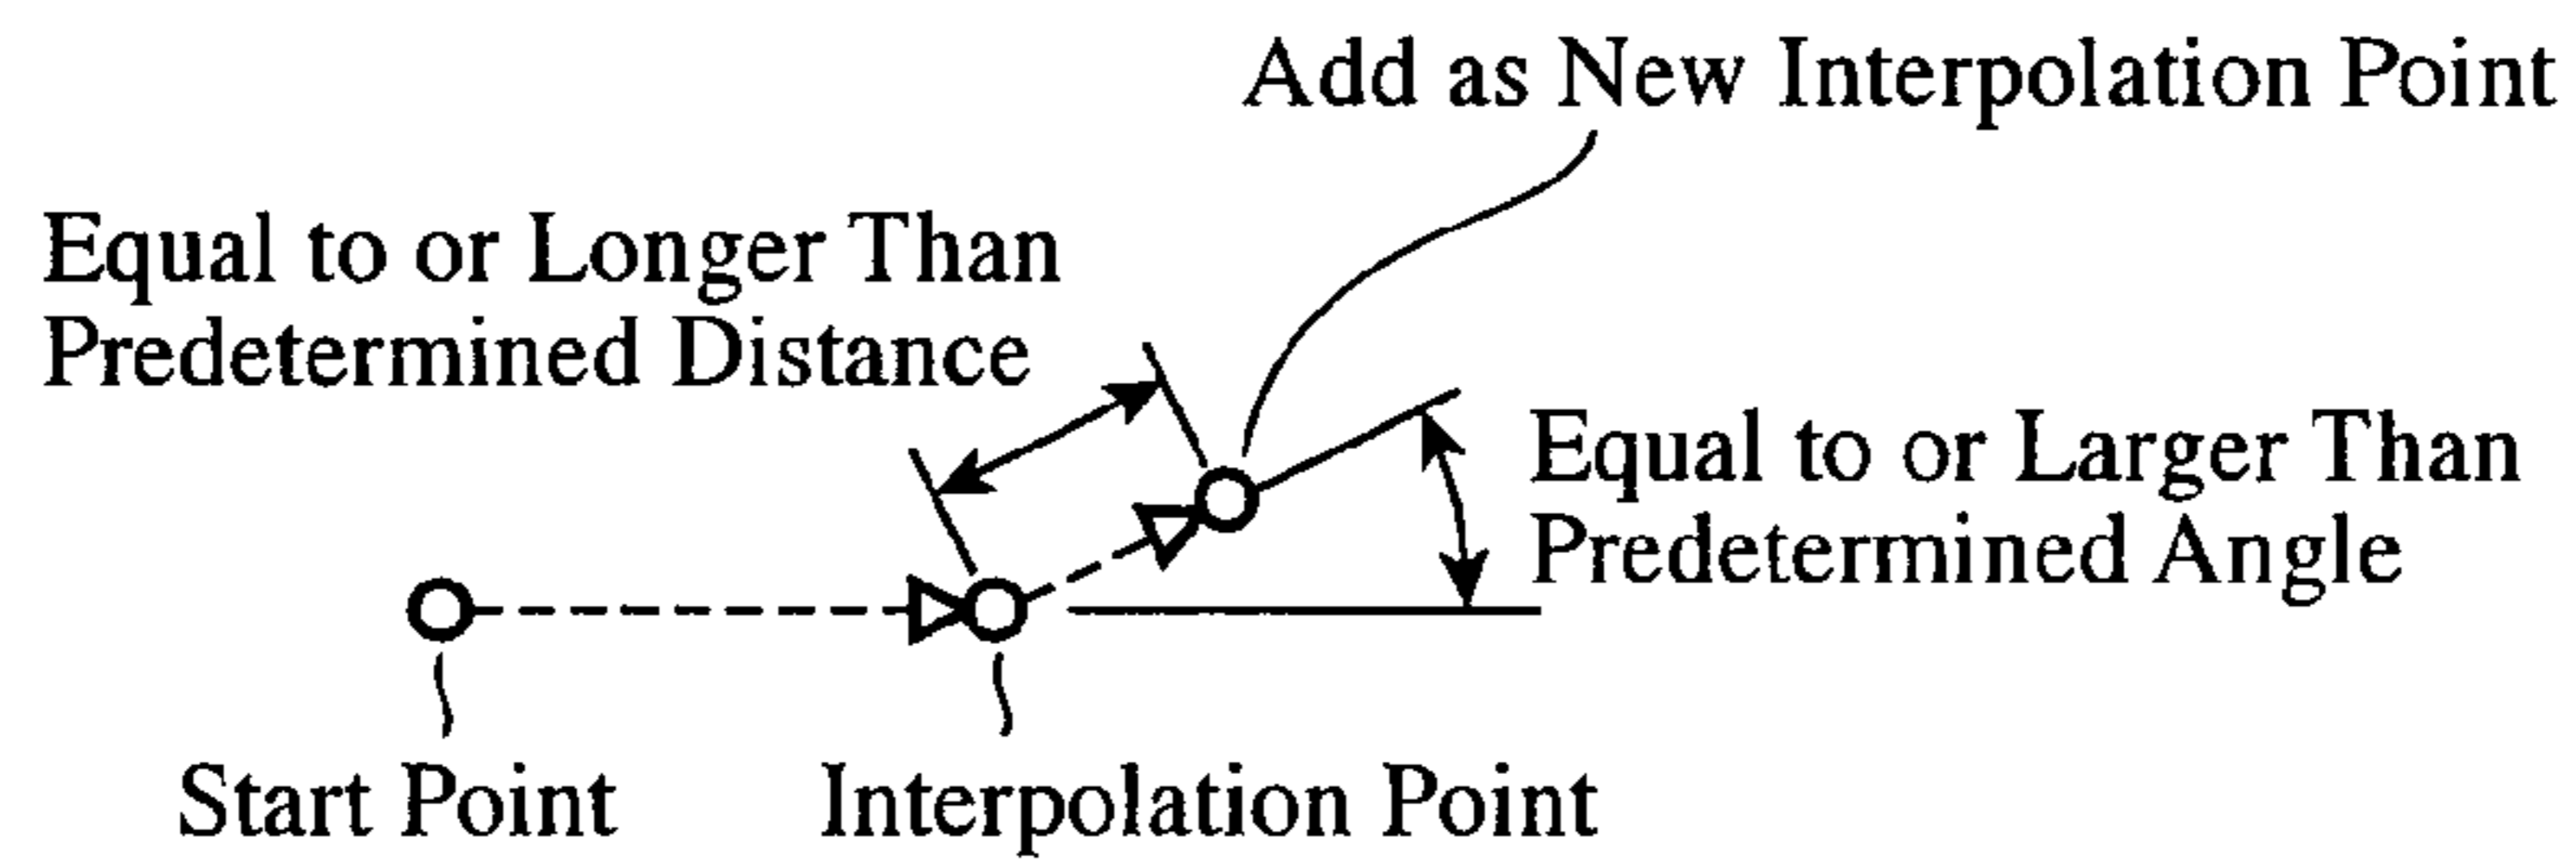 Add as New Interpolation Point
Equal to or Longer Than
Predetermined Distance
Equal to or Larger Than
Predetermined Angle
Start Point
Interpolation Point